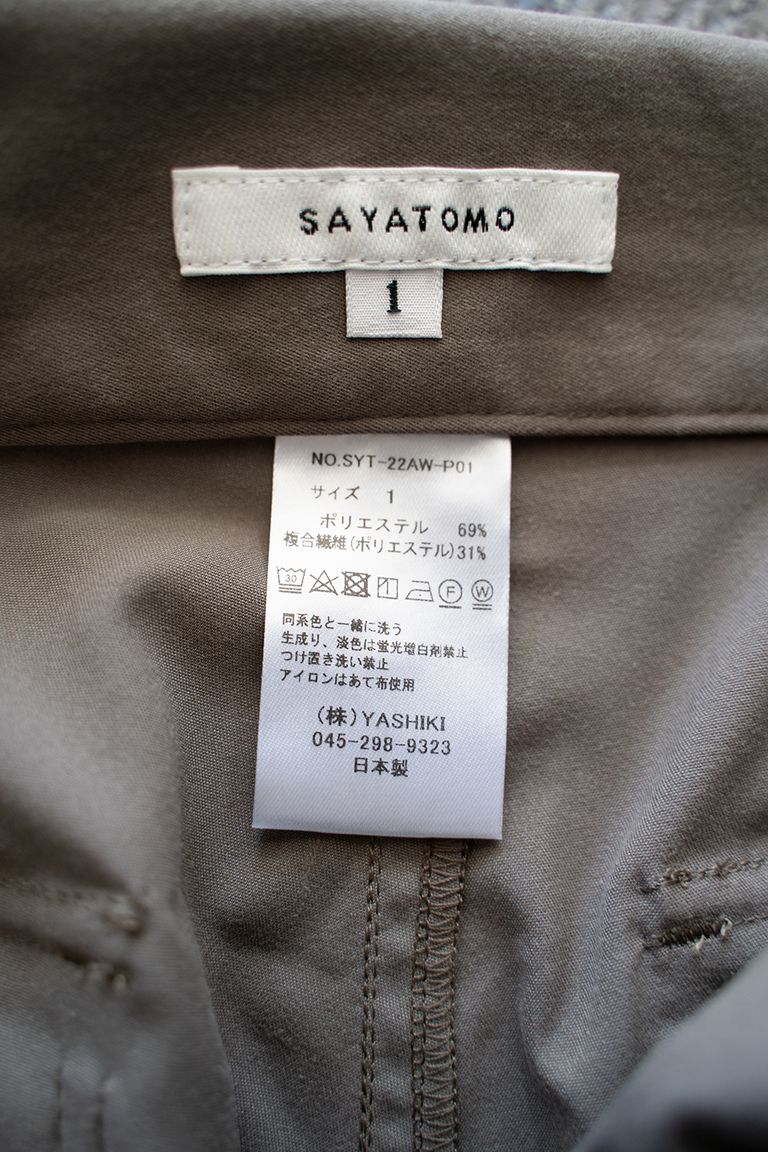 SAYATOMO
1
NO.SYT-22AW-P01
サイズ 1
ポリエステル 69%
複合繊維(ポリエステル)31%
30 F W
同系色と一緒に洗う
生成り、淡色は蛍光増白剤禁止
つけ置き洗い禁止
アイロンはあて布使用
(株)YASHIKI
045-298-9323
日本製